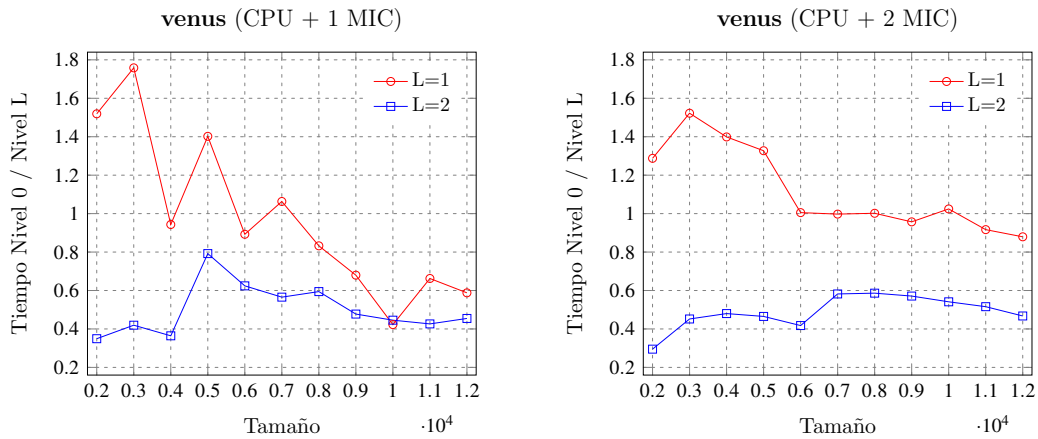 venus (CPU + 1 MIC)
Tiempo Nivel 0 / Nivel L
1.8
1.6
1.4
1.2
1
0.8
0.6
0.4
0.2
L=1
L=2
0.2 0.3 0.4 0.5 0.6 0.7 0.8 0.9 1 1.1 1.2
Tamaño ·10⁴
venus (CPU + 2 MIC)
Tiempo Nivel 0 / Nivel L
1.8
1.6
1.4
1.2
1
0.8
0.6
0.4
0.2
L=1
L=2
0.2 0.3 0.4 0.5 0.6 0.7 0.8 0.9 1 1.1 1.2
Tamaño ·10⁴